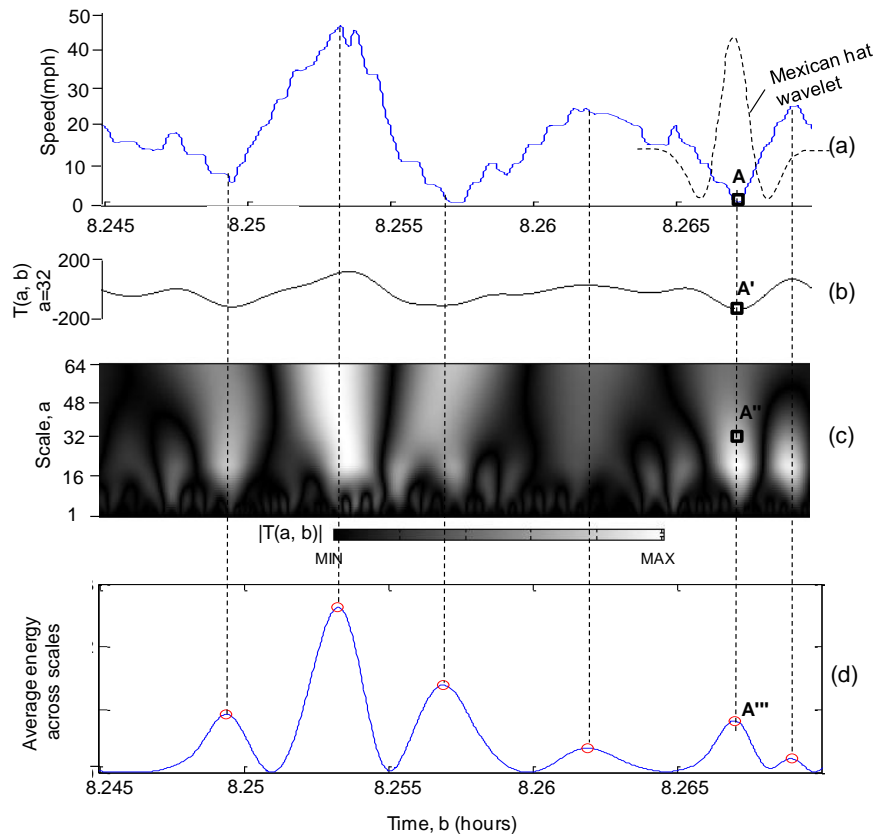 50
40
30
20
10
0
Speed(mph)
Mexican hat
wavelet
A
(a)
8.245
8.25
8.255
8.26
8.265
200
-200
T(a, b)
a=32
A'
(b)
64
48
32
16
1
Scale, a
A''
(c)
|T(a, b)|
MIN
MAX
Average energy
across scales
A'''
(d)
8.245
8.25
8.255
8.26
8.265
Time, b (hours)